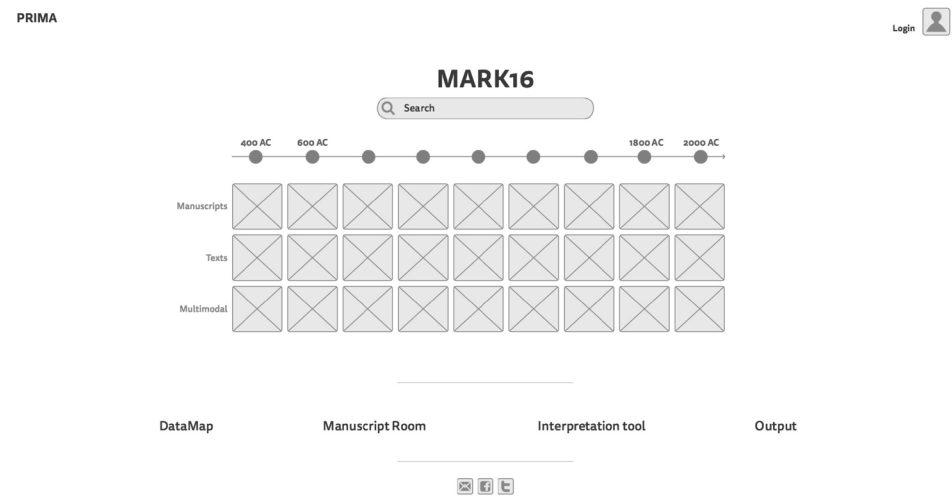 PRIMA
Login
MARK16
Search
400 AC 600 AC 1800 AC 2000 AC
Manuscripts
Texts
Multimodal
DataMap Manuscript Room Interpretation tool Output